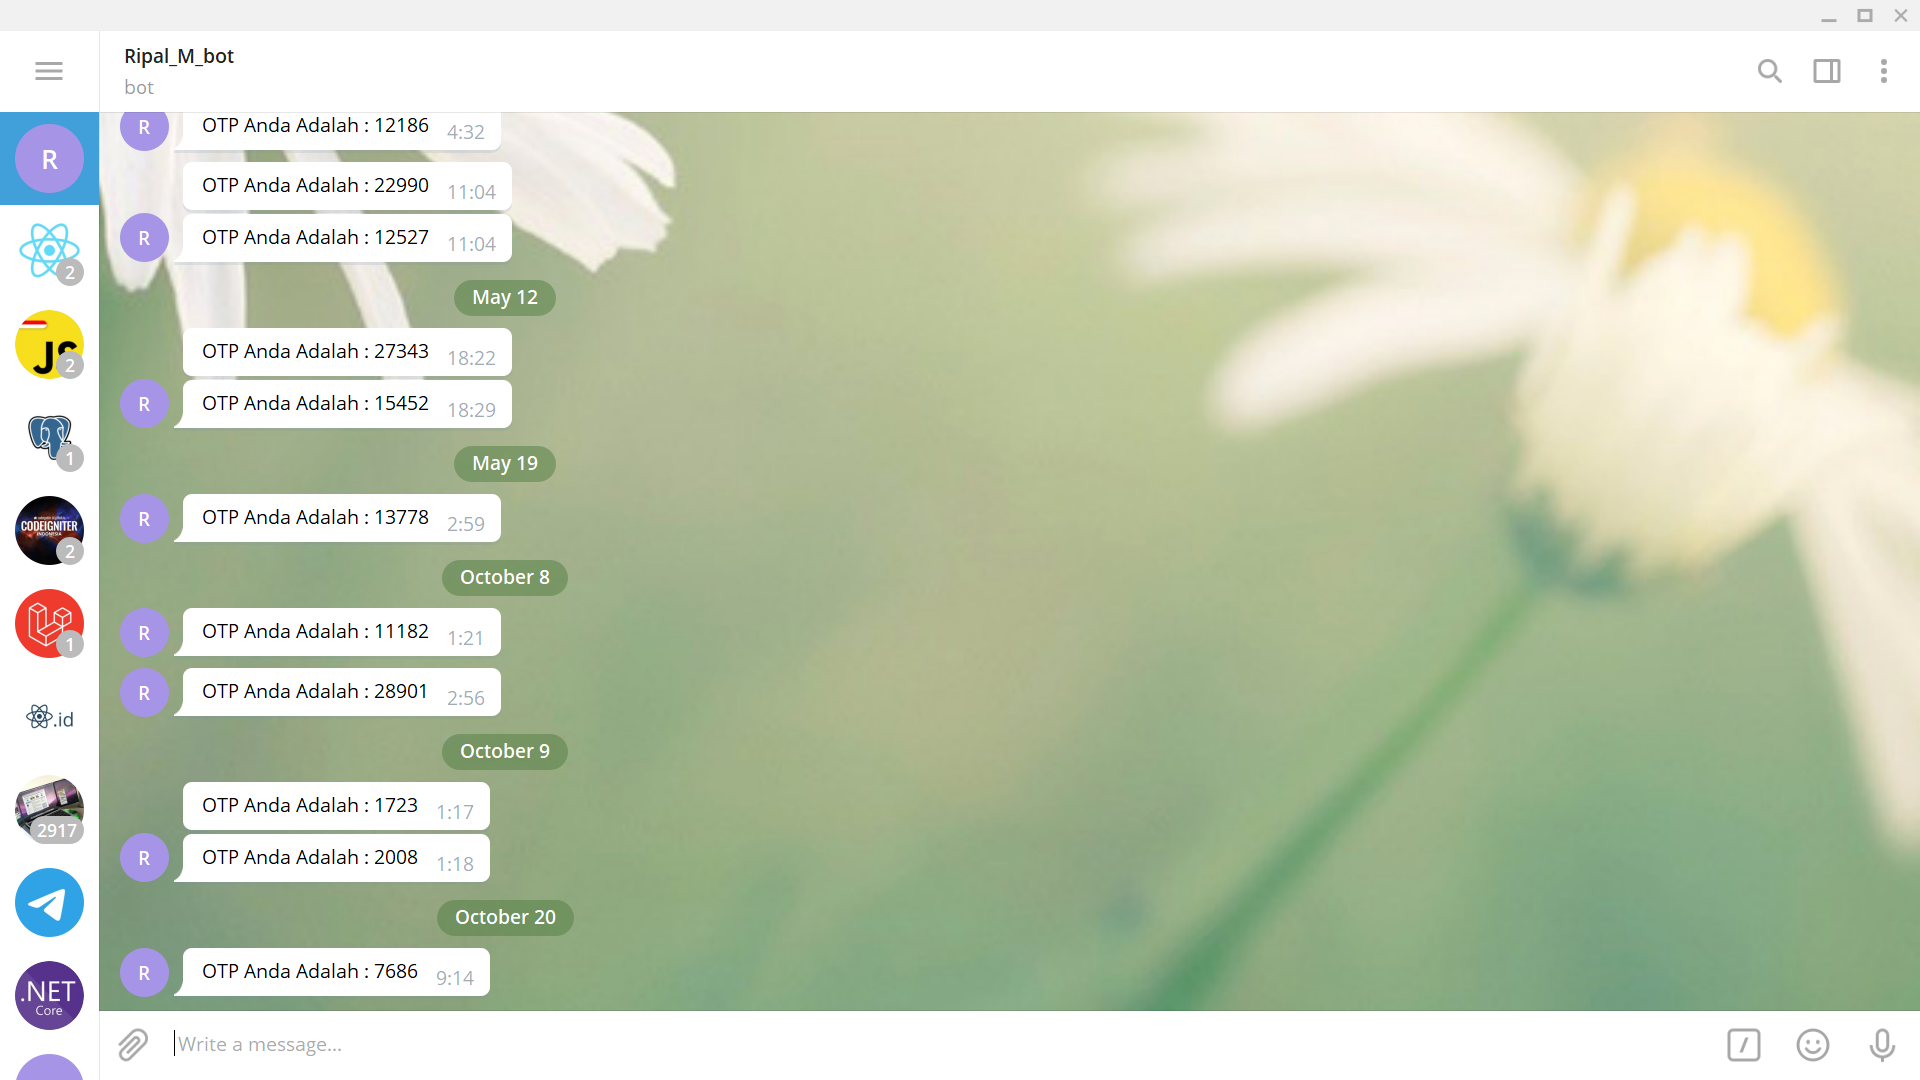 Ripal_M_bot
bot
R
2
JS
2
1
CODEIGNITER
INDONESIA
2
1
.id
2917
.NET
Core
R
OTP Anda Adalah : 12186 4:32
OTP Anda Adalah : 22990 11:04
R
OTP Anda Adalah : 12527 11:04
May 12
OTP Anda Adalah : 27343 18:22
R
OTP Anda Adalah : 15452 18:29
May 19
R
OTP Anda Adalah : 13778 2:59
October 8
R
OTP Anda Adalah : 11182 1:21
R
OTP Anda Adalah : 28901 2:56
October 9
OTP Anda Adalah : 1723 1:17
R
OTP Anda Adalah : 2008 1:18
October 20
R
OTP Anda Adalah : 7686 9:14
Write a message...